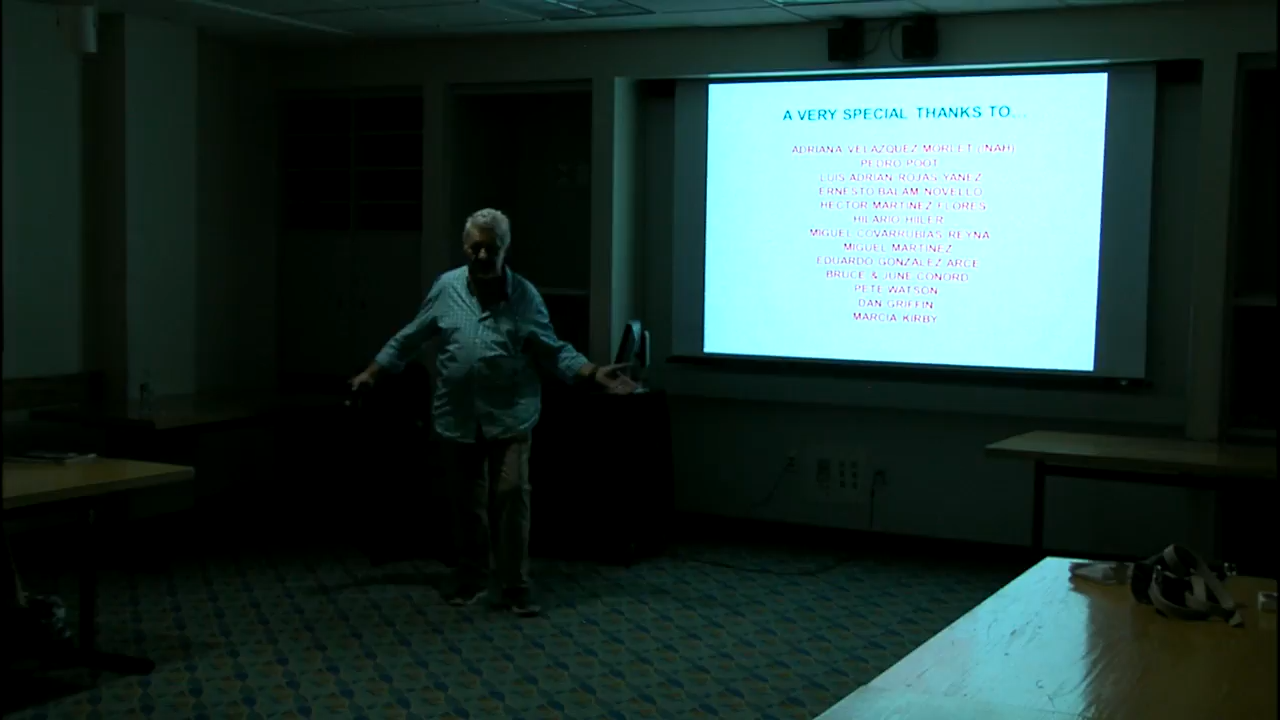 A VERY SPECIAL THANKS TO...
ADRIANA VELAZQUEZ MORLET (INAH)
PEDRO POOT
LUIS ADRIAN ROJAS YANEZ
ERNESTO BALAM NOVELLO
HECTOR MARTINEZ FLORES
HILARIO HIILER
MIGUEL COVARRUBIAS REYNA
MIGUEL MARTINEZ
EDUARDO GONZALEZ ARCE
BRUCE & JUNE CONORD
PETE WATSON
DAN GRIFFIN
MARCIA KIRBY